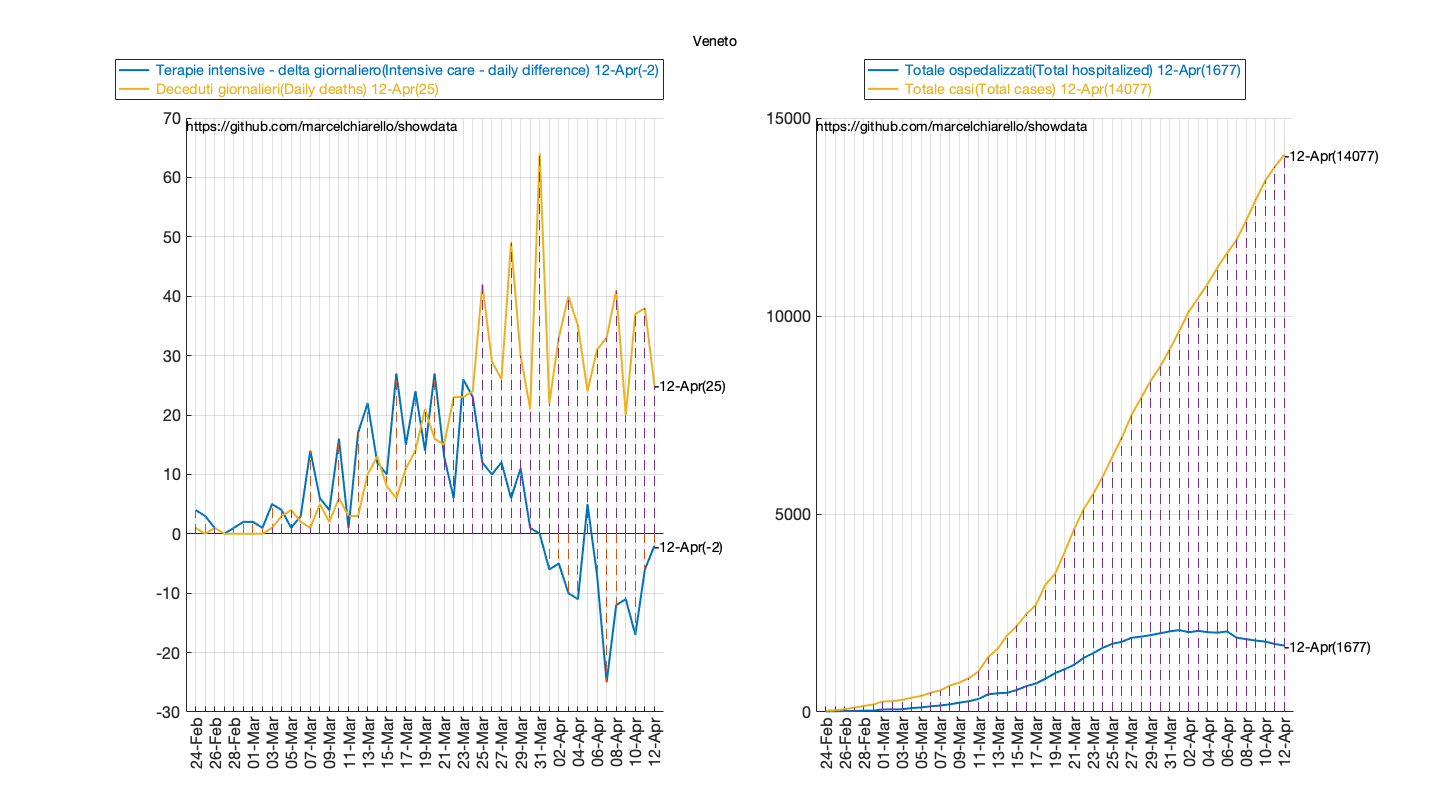 Veneto
Terapie intensive - delta giornaliero(Intensive care - daily difference) 12-Apr(-2)
Deceduti giornalieri(Daily deaths) 12-Apr(25)
https://github.com/marcelchiarello/showdata
70
60
50
40
30
20
10
0
-10
-20
-30
12-Apr(25)
12-Apr(-2)
24-Feb
26-Feb
28-Feb
01-Mar
03-Mar
05-Mar
07-Mar
09-Mar
11-Mar
13-Mar
15-Mar
17-Mar
19-Mar
21-Mar
23-Mar
25-Mar
27-Mar
29-Mar
31-Mar
02-Apr
04-Apr
06-Apr
08-Apr
10-Apr
12-Apr
Totale ospedalizzati(Total hospitalized) 12-Apr(1677)
Totale casi(Total cases) 12-Apr(14077)
https://github.com/marcelchiarello/showdata
15000
10000
5000
0
12-Apr(14077)
12-Apr(1677)
24-Feb
26-Feb
28-Feb
01-Mar
03-Mar
05-Mar
07-Mar
09-Mar
11-Mar
13-Mar
15-Mar
17-Mar
19-Mar
21-Mar
23-Mar
25-Mar
27-Mar
29-Mar
31-Mar
02-Apr
04-Apr
06-Apr
08-Apr
10-Apr
12-Apr